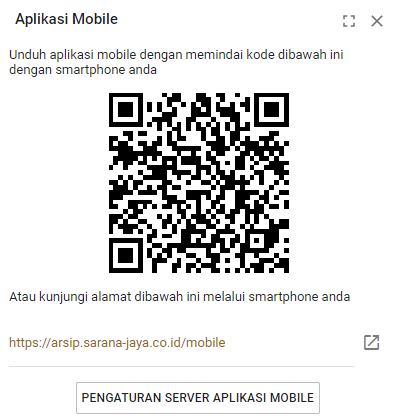 Aplikasi Mobile
Unduh aplikasi mobile dengan memindai kode dibawah ini
dengan smartphone anda
Atau kunjungi alamat dibawah ini melalui smartphone anda
https://arsip.sarana-jaya.co.id/mobile
PENGATURAN SERVER APLIKASI MOBILE